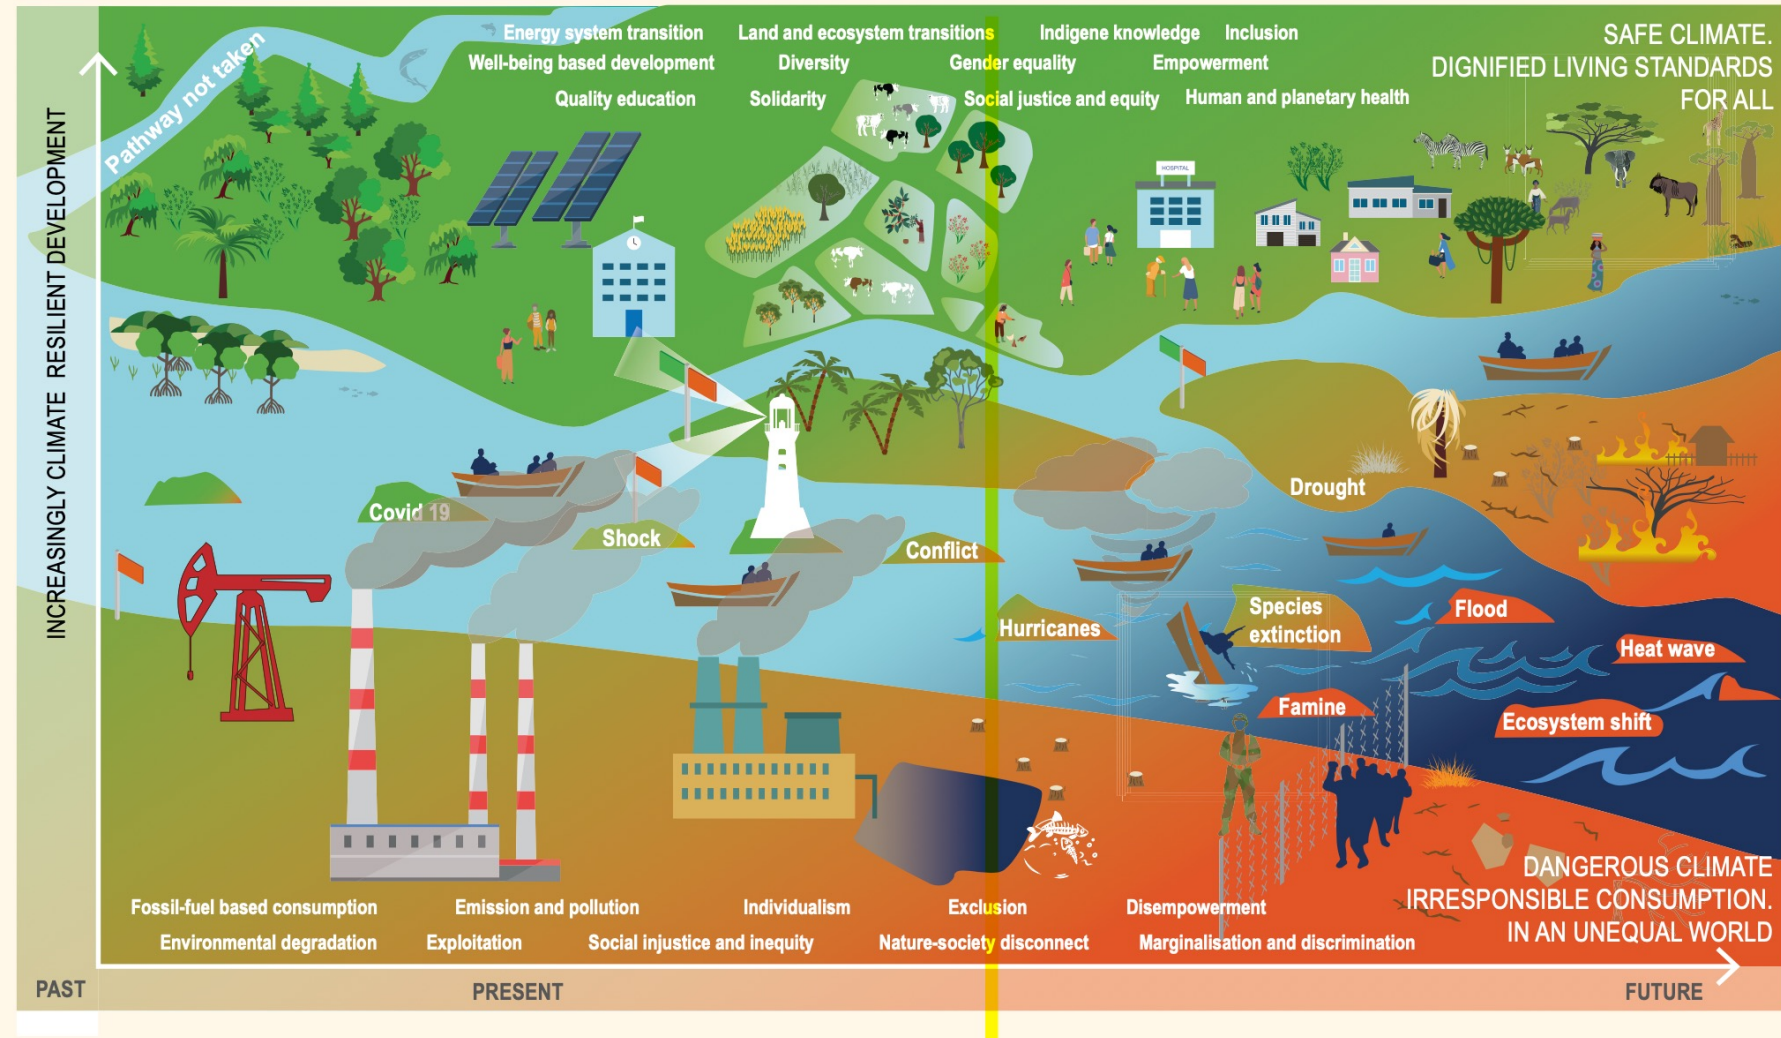 Energy system transition
Land and ecosystem transitions
Indigene knowledge
Inclusion
Well-being based development
Diversity
Gender equality
Empowerment
Quality education
Solidarity
Social justice and equity
Human and planetary health
SAFE CLIMATE.
DIGNIFIED LIVING STANDARDS
FOR ALL
Pathway not taken
INCREASINGLY CLIMATE RESILIENT DEVELOPMENT
HOSPITAL
Covid 19
Shock
Conflict
Drought
Hurricanes
Species
extinction
Flood
Heat wave
Famine
Ecosystem shift
DANGEROUS CLIMATE
IRRESPONSIBLE CONSUMPTION.
IN AN UNEQUAL WORLD
Fossil-fuel based consumption
Emission and pollution
Individualism
Exclusion
Disempowerment
Environmental degradation
Exploitation
Social injustice and inequity
Nature-society disconnect
Marginalisation and discrimination
PAST
PRESENT
FUTURE